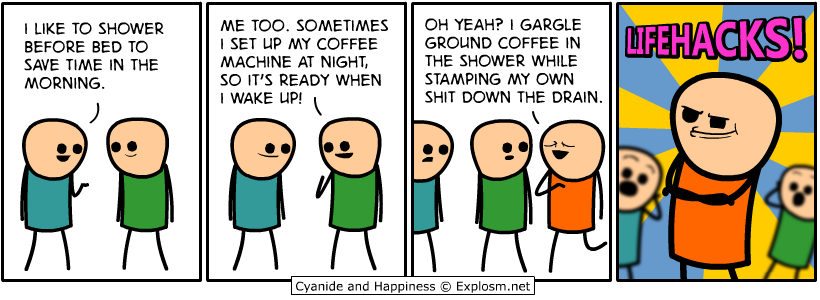 I LIKE TO SHOWER
BEFORE BED TO
SAVE TIME IN THE
MORNING.
ME TOO. SOMETIMES
I SET UP MY COFFEE
MACHINE AT NIGHT,
SO IT'S READY WHEN
I WAKE UP!
OH YEAH? I GARGLE
GROUND COFFEE IN
THE SHOWER WHILE
STAMPING MY OWN
SHIT DOWN THE DRAIN.
LIFEHACKS!
Cyanide and Happiness © Explosm.net